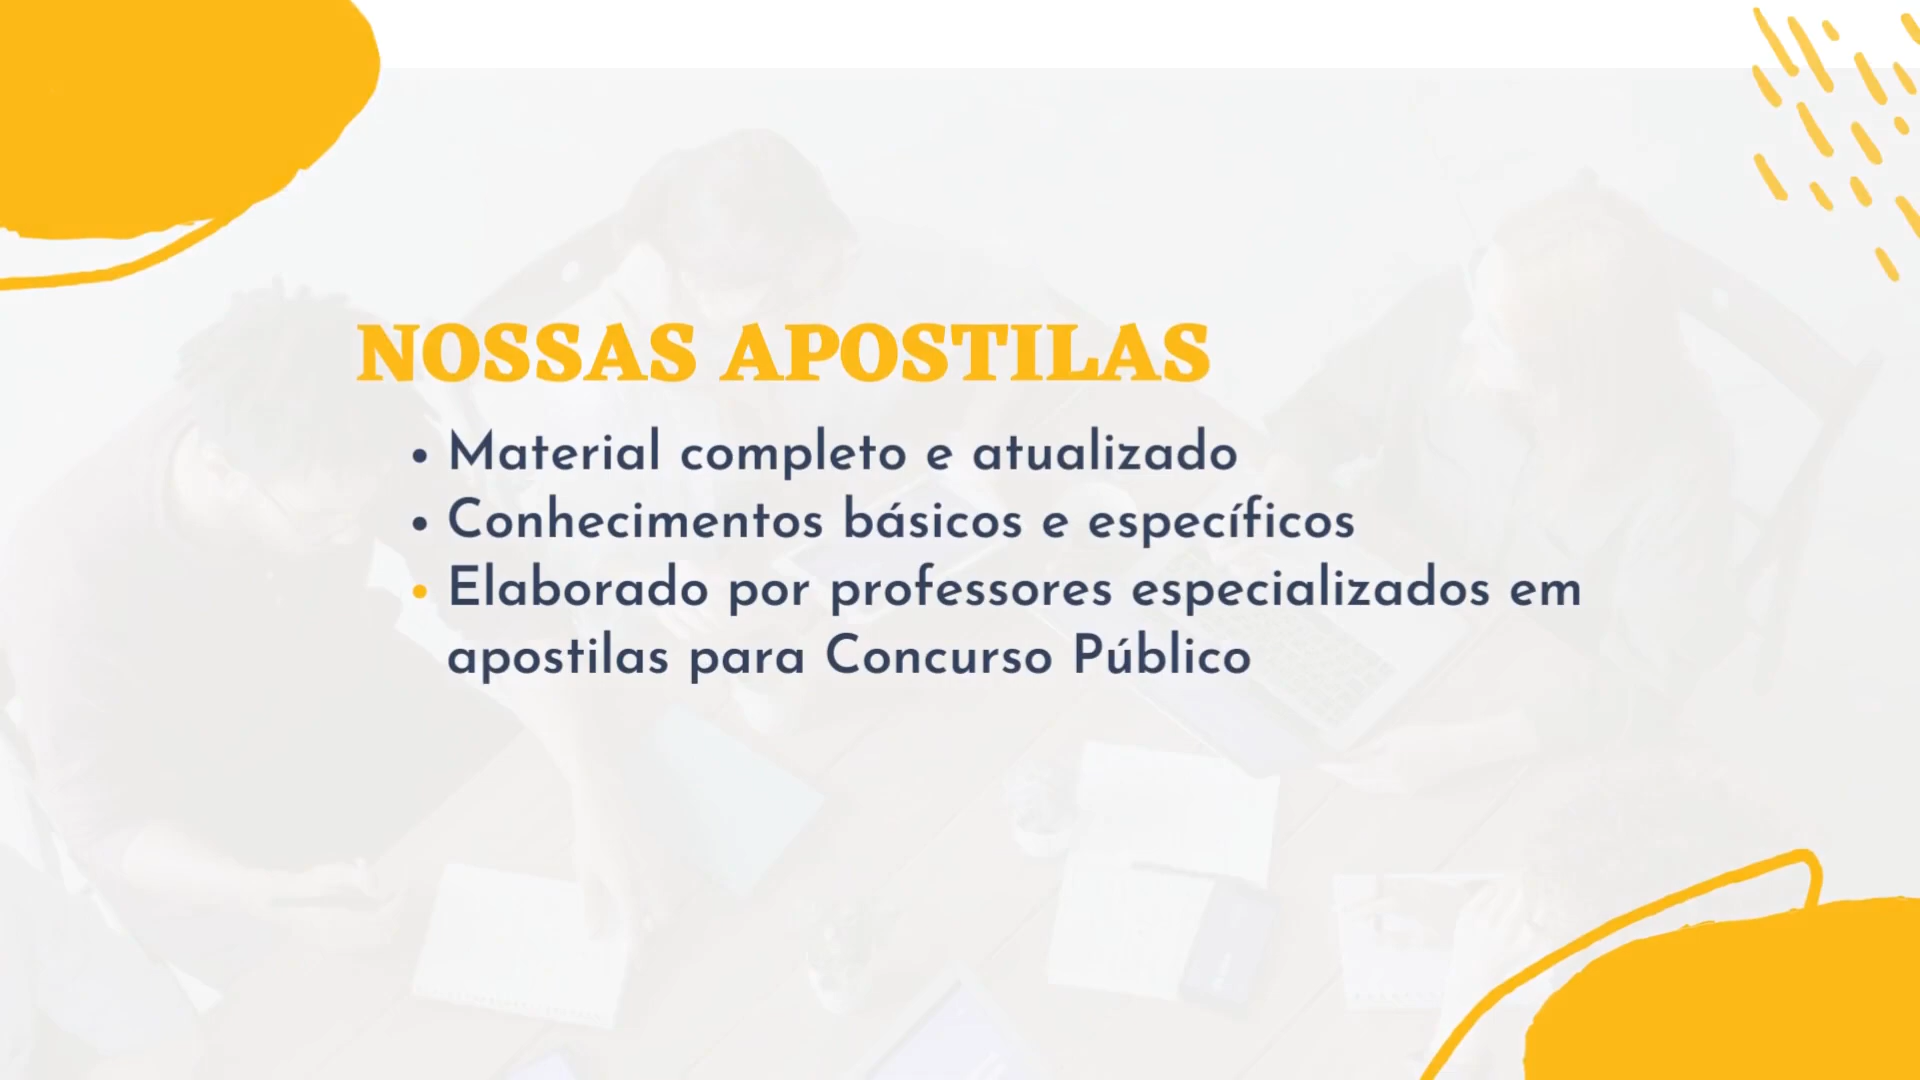 NOSSAS APOSTILAS
• Material completo e atualizado
• Conhecimentos básicos e específicos
• Elaborado por professores especializados em
apostilas para Concurso Público